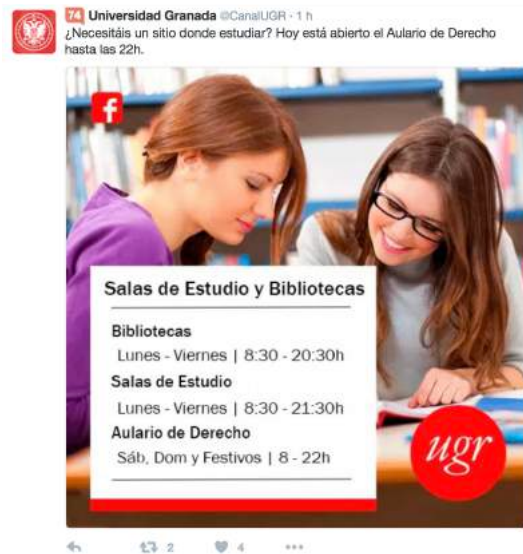 74 Universidad Granada @CanalUGR · 1 h
¿Necesitáis un sitio donde estudiar? Hoy está abierto el Aulario de Derecho
hasta las 22h.
f
Salas de Estudio y Bibliotecas
Bibliotecas
Lunes - Viernes | 8:30 - 20:30h
Salas de Estudio
Lunes - Viernes | 8:30 - 21:30h
Aulario de Derecho
Sáb, Dom y Festivos | 8 - 22h
ugr
2 4